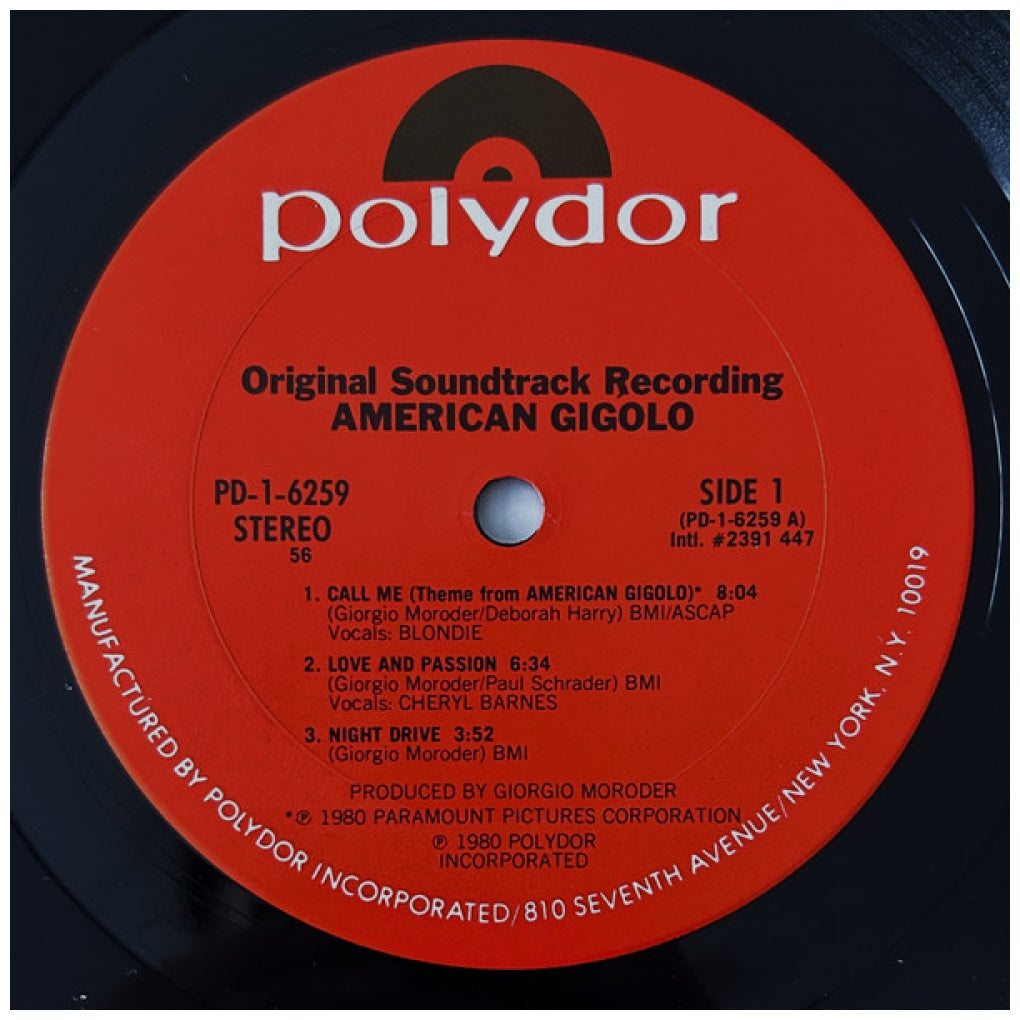 polydor
Original Soundtrack Recording
AMERICAN GIGOLO
PD-1-6259
STEREO
56
SIDE 1
(PD-1-6259 A)
Intl. #2391 447
1. CALL ME (Theme from AMERICAN GIGOLO)* 8:04
(Giorgio Moroder/Deborah Harry) BMI/ASCAP
Vocals: BLONDIE
2. LOVE AND PASSION 6:34
(Giorgio Moroder/Paul Schrader) BMI
Vocals: CHERYL BARNES
3. NIGHT DRIVE 3:52
(Giorgio Moroder) BMI
PRODUCED BY GIORGIO MORODER
*℗ 1980 PARAMOUNT PICTURES CORPORATION
℗ 1980 POLYDOR
INCORPORATED
MANUFACTURED BY POLYDOR INCORPORATED/810 SEVENTH AVENUE/NEW YORK, N.Y. 10019